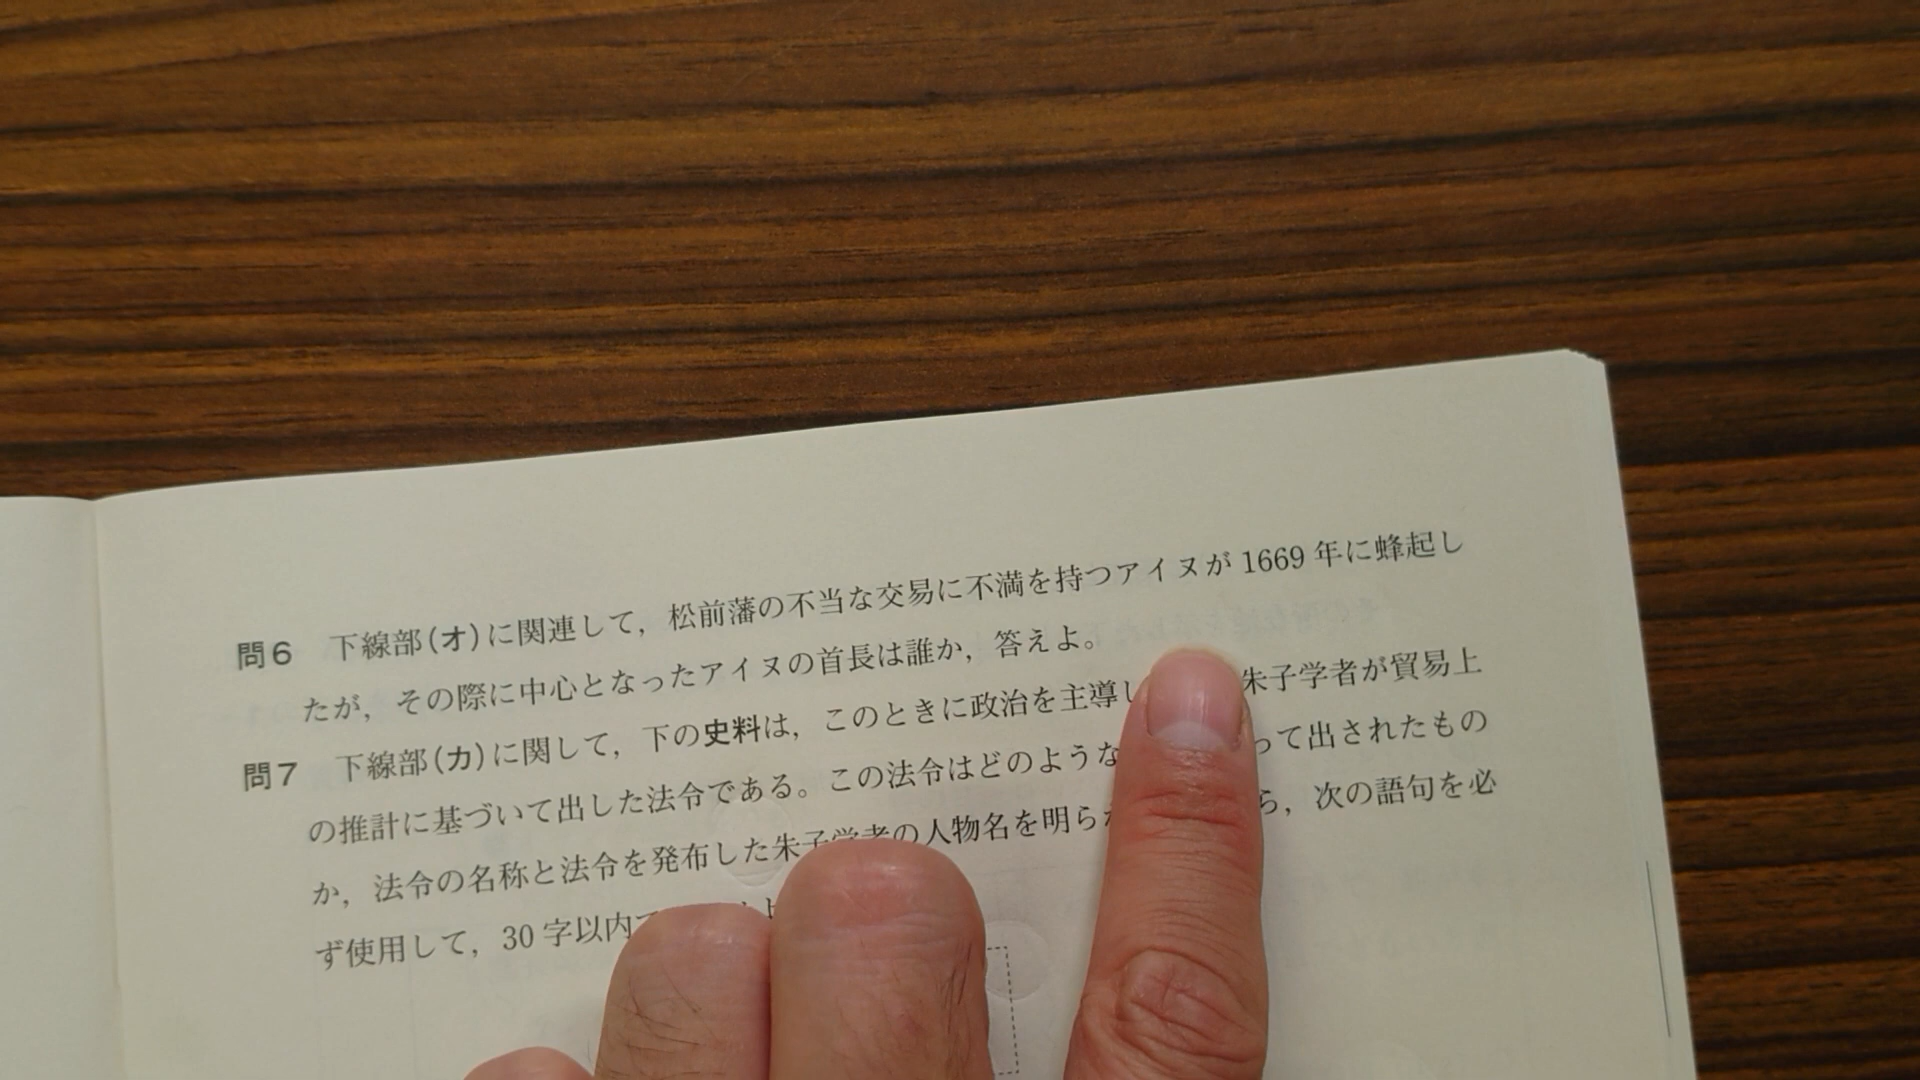 問6 下線部(オ)に関連して，松前藩の不当な交易に不満を持つアイヌが 1669 年に蜂起し
たが，その際に中心となったアイヌの首長は誰か，答えよ。
問7 下線部(カ)に関して，下の史料は，このときに政治を主導し 朱子学者が貿易上
の推計に基づいて出した法令である。この法令はどのような って出されたもの
か，法令の名称と法令を発布した朱子学者の人物名を明ら ら，次の語句を必
ず使用して，30 字以内